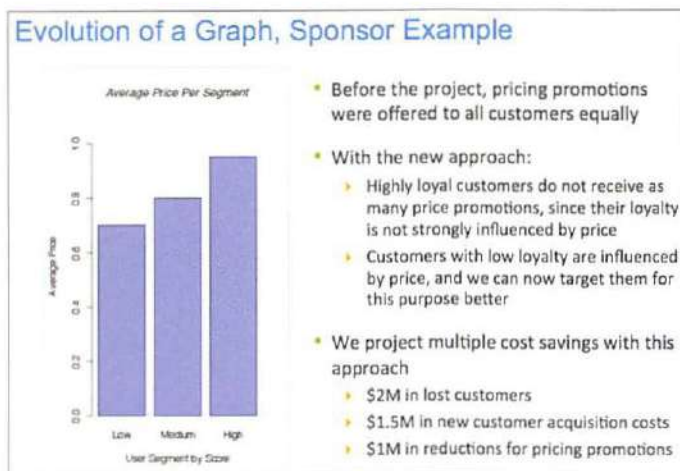 Evolution of a Graph, Sponsor Example
Average Price Per Segment
1.0
0.8
0.6
0.4
0.2
0.0
Average Price
Low Medium High
User Segment by Score
• Before the project, pricing promotions
were offered to all customers equally
• With the new approach:
Highly loyal customers do not receive as
many price promotions, since their loyalty
is not strongly influenced by price
Customers with low loyalty are influenced
by price, and we can now target them for
this purpose better
• We project multiple cost savings with this
approach
$2M in lost customers
$1.5M in new customer acquisition costs
$1M in reductions for pricing promotions